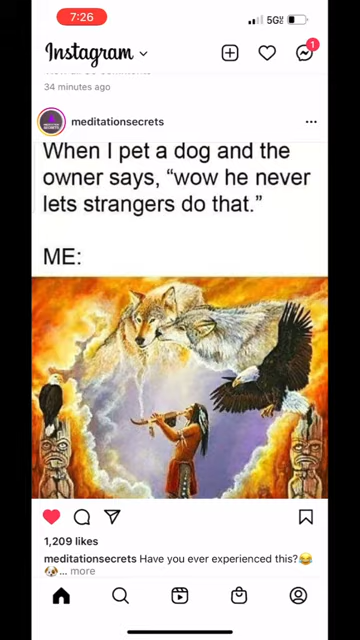 7:26
5G
Instagram
1
34 minutes ago
meditationsecrets
When I pet a dog and the
owner says, “wow he never
lets strangers do that.”
ME:
1,209 likes
meditationsecrets Have you ever experienced this?😂
🐶... more